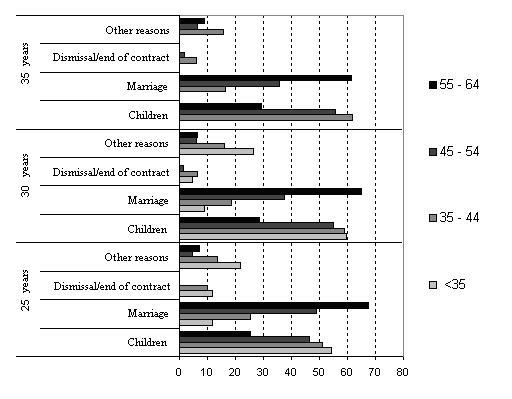 35 years
Other reasons
Dismissal/end of contract
Marriage
Children
30 years
Other reasons
Dismissal/end of contract
Marriage
Children
25 years
Other reasons
Dismissal/end of contract
Marriage
Children
0 10 20 30 40 50 60 70 80
55 - 64
45 - 54
35 - 44
<35